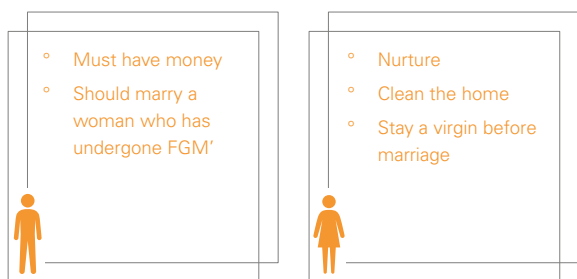 ° Must have money
° Should marry a
woman who has
undergone FGM’
° Nurture
° Clean the home
° Stay a virgin before
marriage